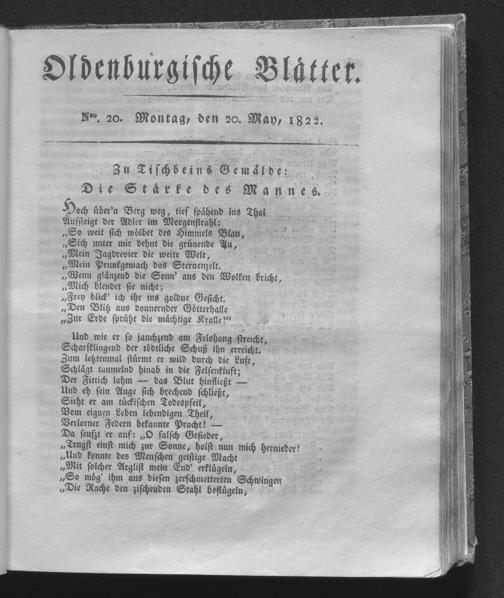 Oldenburgische Blätter.
Nro. 20. Montag, den 20. May, 1822.
Zu Tischbeins Gemälde:
Die Stärke des Mannes.
Hoch über'n Berg weg, tief spähend ins Thal
Aufsteigt der Adler im Morgenstrahl:
„So weit sich wölbet des Himmels Blau,
„Sich unter mir dehnt die grünende Au,
„Mein Jagdrevier die weite Welt,
„Mein Prunkgemach das Sternenzelt.
„Wenn glänzend die Sonn' aus den Wolken bricht,
„Mich blendet sie nicht;
„Frey blick' ich ihr ins goldne Gesicht.
„Den Blitz aus donnernder Götterhalle
„Zur Erde sprüht die mächtige Kralle!“
Und wie er so jauchzend am Felshang streicht,
Scharfklingend der tödtliche Schuß ihn erreicht.
Zum letztenmal stürmt er wild durch die Luft,
Schlägt taumelnd hinab in die Felsenkluft;
Der Fittich lahm — das Blut hinfließt —
Und eh sein Auge sich brechend schließt,
Sieht er am tückischen Todespfeil,
Vom eignen Leben lebendigen Theil,
Verlorner Federn bekannte Pracht! —
Da seufzt er auf: „O falsch Gefieder,
„Trugst einst mich zur Sonne, holst nun mich hernieder!
„Und konnte des Menschen geistige Macht
„Mit solcher Arglist mein End' erklügeln,
„So mög' ihm aus diesen zerschmetterten Schwingen
„Die Rache den zischenden Stahl beflügeln,